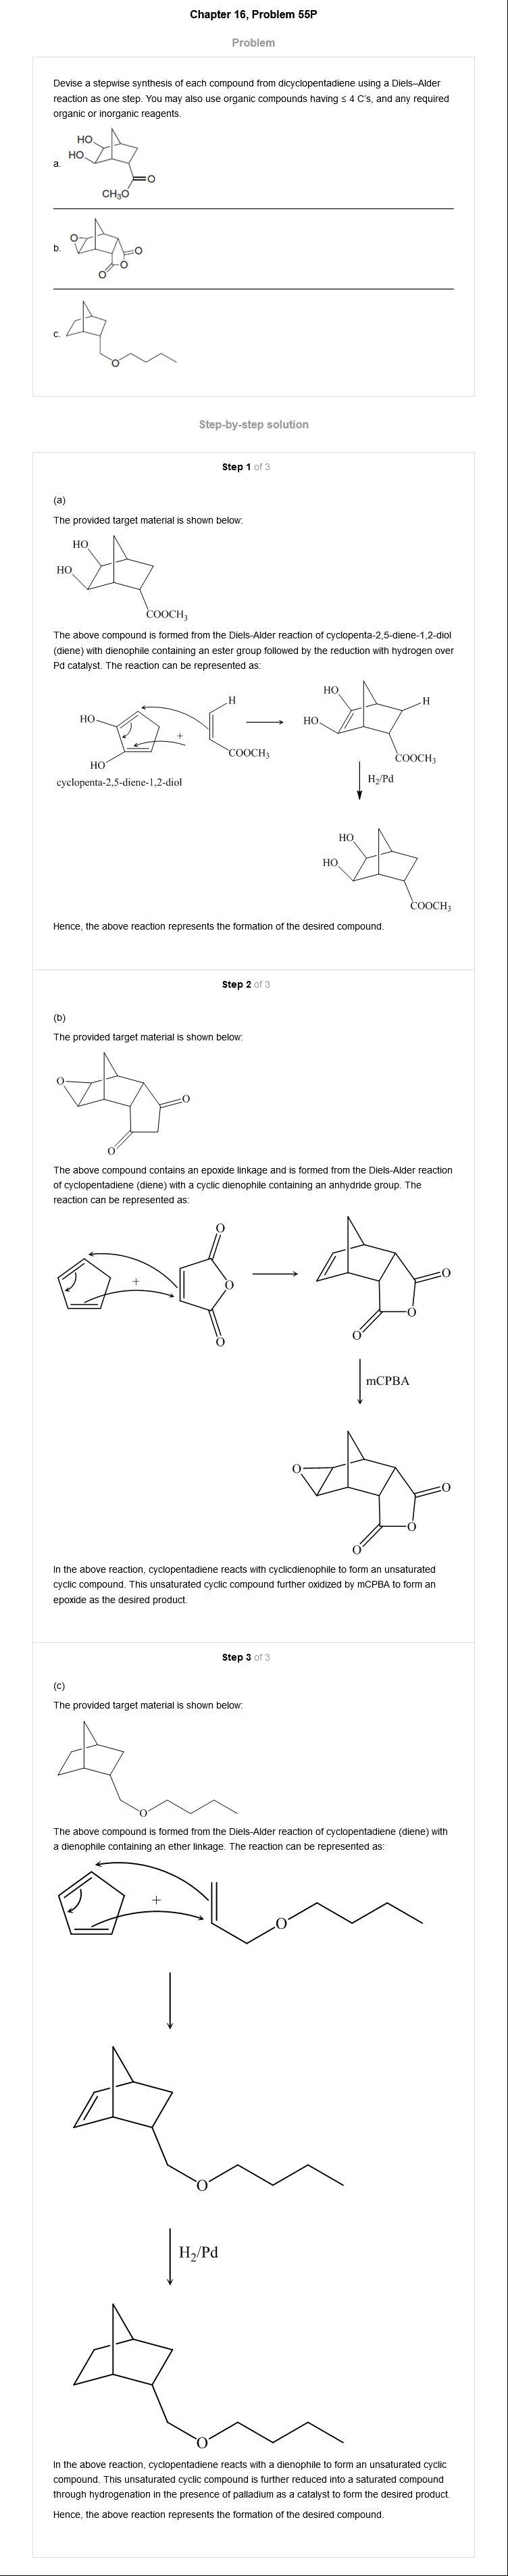 Chapter 16, Problem 55P
Problem
Devise a stepwise synthesis of each compound from dicyclopentadiene using a Diels–Alder
reaction as one step. You may also use organic compounds having ≤ 4 C's, and any required
organic or inorganic reagents.
HO
HO
a.
O
CH3O
b.
O
O
O
O
c.
O
Step-by-step solution
Step 1 of 3
(a)
The provided target material is shown below:
HO
HO
COOCH3
The above compound is formed from the Diels-Alder reaction of cyclopenta-2,5-diene-1,2-diol
(diene) with dienophile containing an ester group followed by the reduction with hydrogen over
Pd catalyst. The reaction can be represented as:
HO
HO
+
H
COOCH3
HO
HO
H
COOCH3
cyclopenta-2,5-diene-1,2-diol
H2/Pd
HO
HO
COOCH3
Hence, the above reaction represents the formation of the desired compound.
Step 2 of 3
(b)
The provided target material is shown below:
O
O
O
The above compound contains an epoxide linkage and is formed from the Diels-Alder reaction
of cyclopentadiene (diene) with a cyclic dienophile containing an anhydride group. The
reaction can be represented as:
+
O
O
O
O
O
O
mCPBA
O
O
O
O
In the above reaction, cyclopentadiene reacts with cyclicdienophile to form an unsaturated
cyclic compound. This unsaturated cyclic compound further oxidized by mCPBA to form an
epoxide as the desired product.
Step 3 of 3
(c)
The provided target material is shown below:
O
The above compound is formed from the Diels-Alder reaction of cyclopentadiene (diene) with
a dienophile containing an ether linkage. The reaction can be represented as:
+
O
O
H2/Pd
O
In the above reaction, cyclopentadiene reacts with a dienophile to form an unsaturated cyclic
compound. This unsaturated cyclic compound is further reduced into a saturated compound
through hydrogenation in the presence of palladium as a catalyst to form the desired product.
Hence, the above reaction represents the formation of the desired compound.